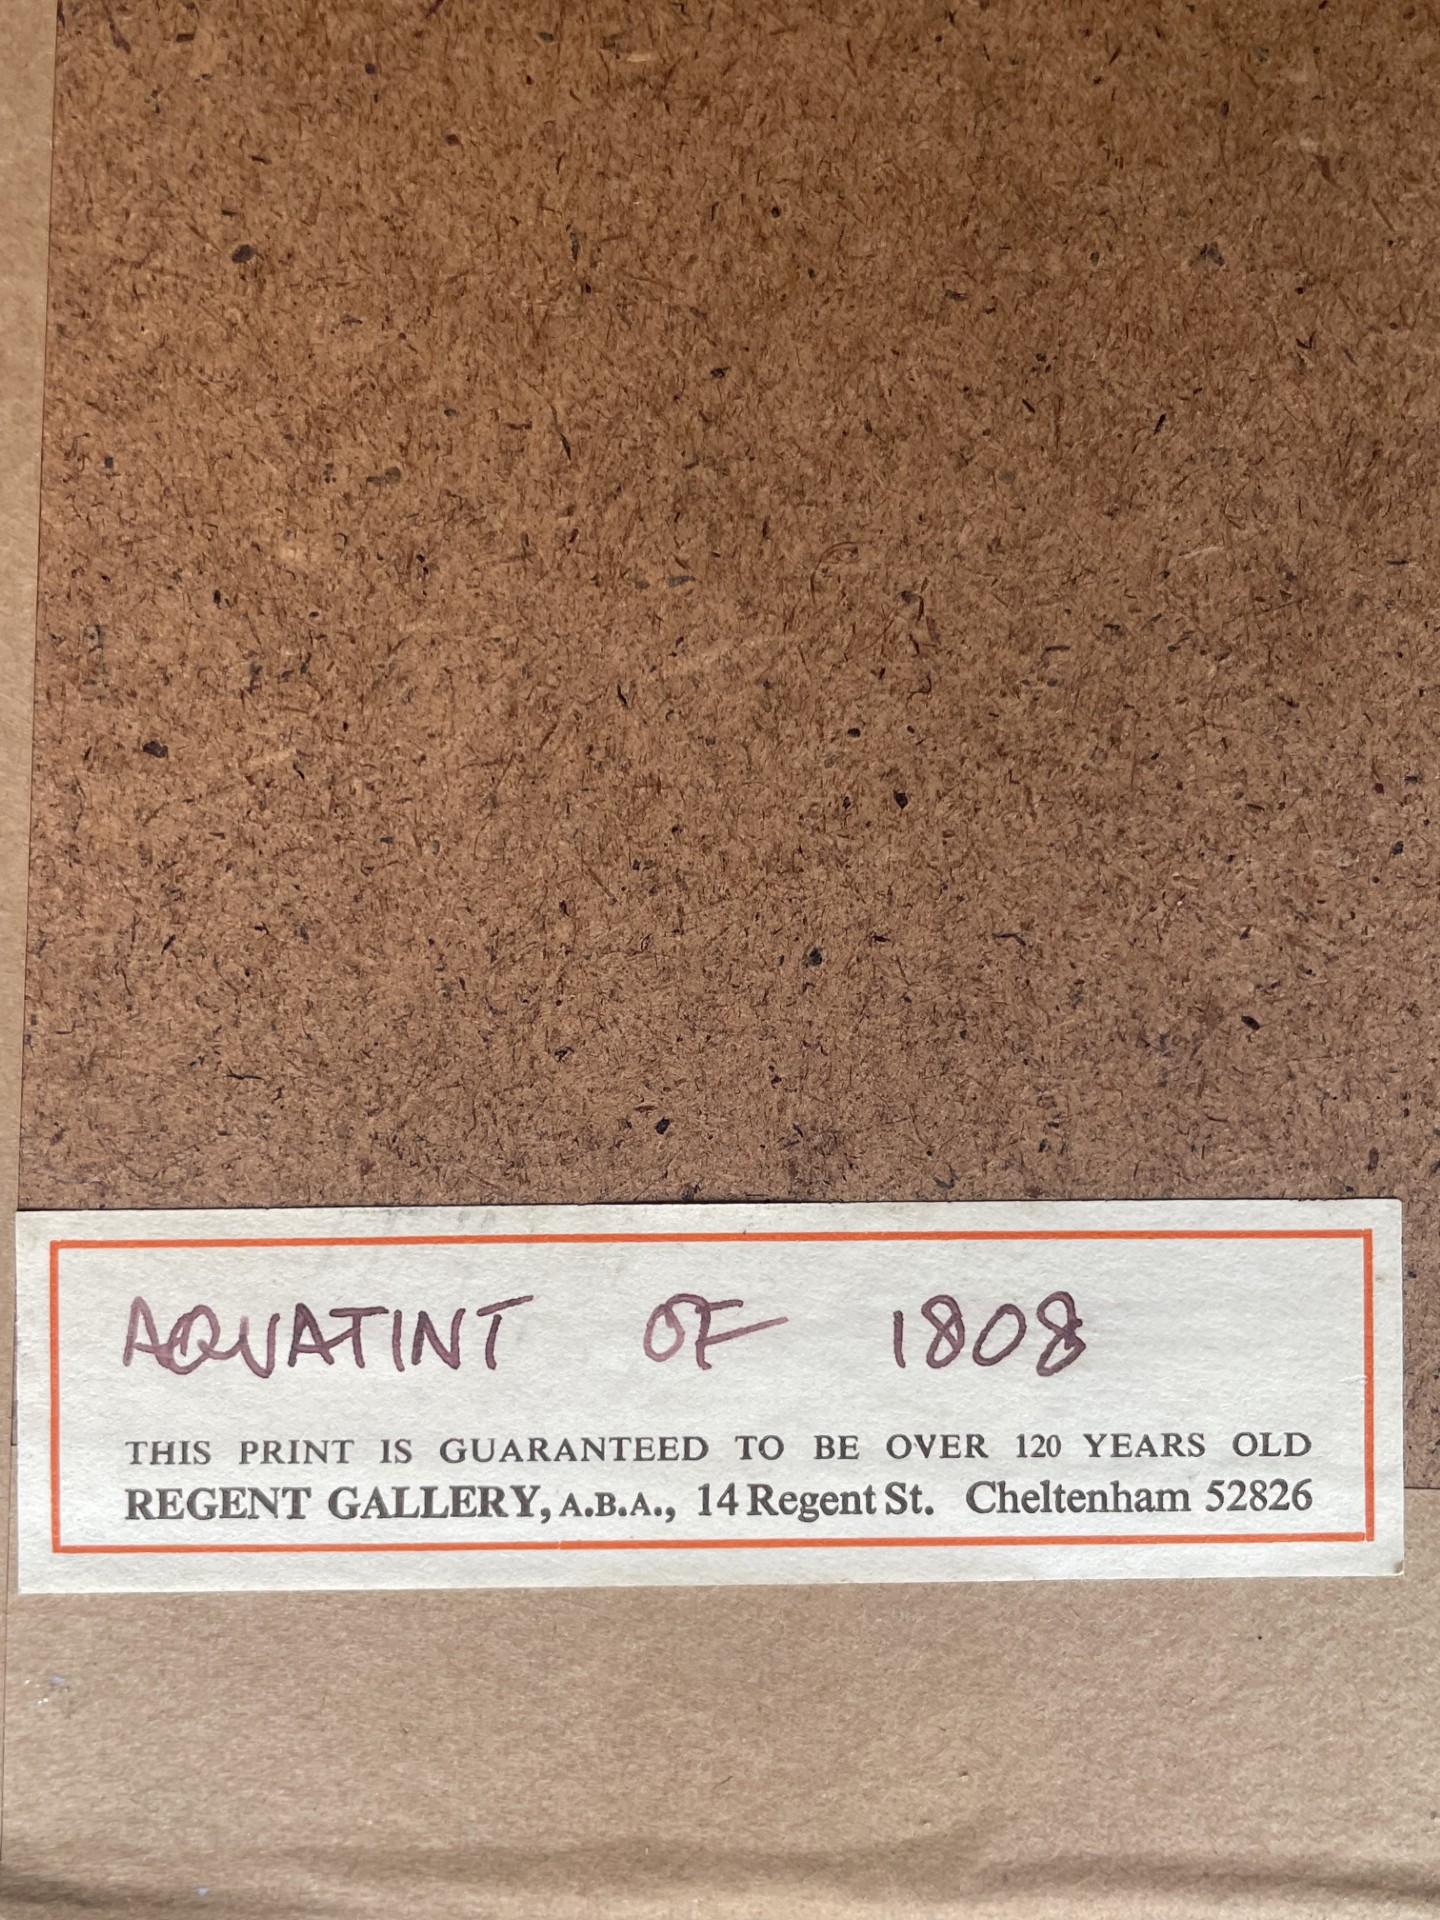 AQUATINT OF 1808
THIS PRINT IS GUARANTEED TO BE OVER 120 YEARS OLD
REGENT GALLERY, A.B.A., 14 Regent St. Cheltenham 52826